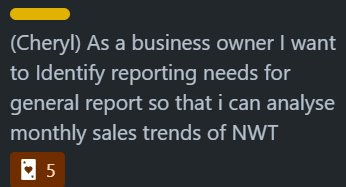 (Cheryl) As a business owner I want
to Identify reporting needs for
general report so that i can analyse
monthly sales trends of NWT
5